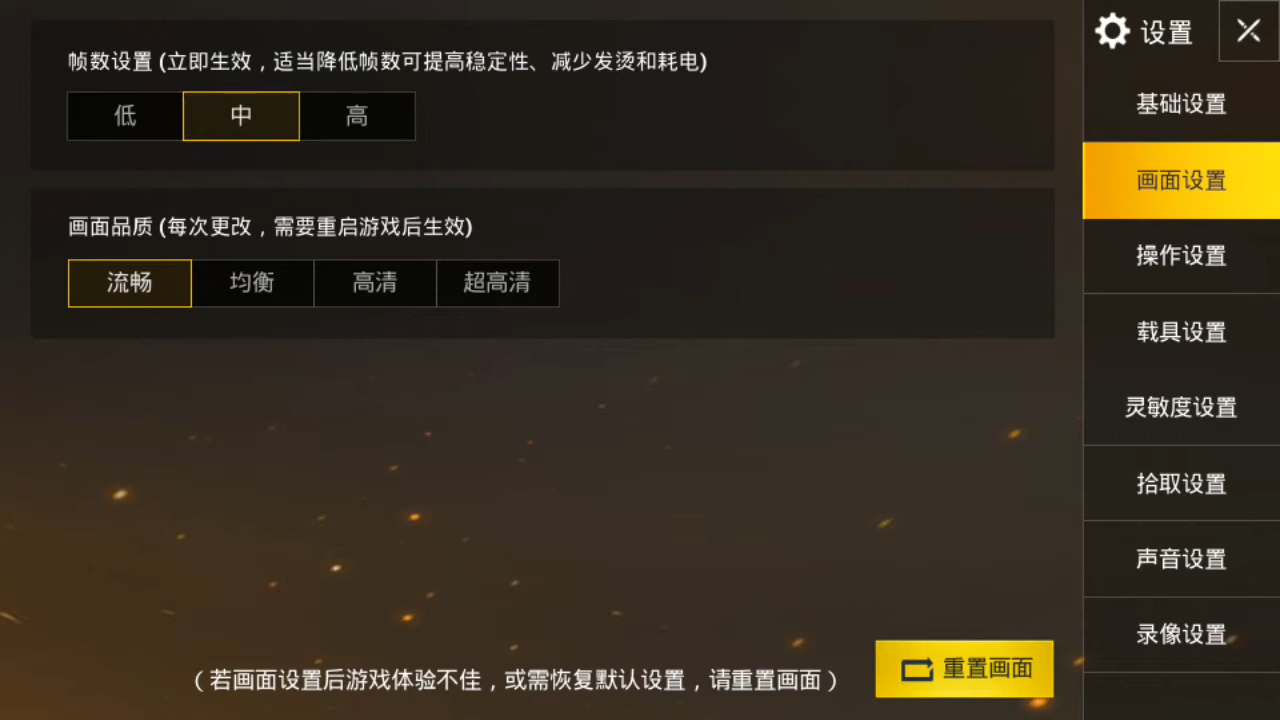 帧数设置 (立即生效，适当降低帧数可提高稳定性、减少发烫和耗电)
低 中 高
画面品质 (每次更改，需要重启游戏后生效)
流畅 均衡 高清 超高清
（若画面设置后游戏体验不佳，或需恢复默认设置，请重置画面）
重置画面
设置
基础设置
画面设置
操作设置
载具设置
灵敏度设置
拾取设置
声音设置
录像设置